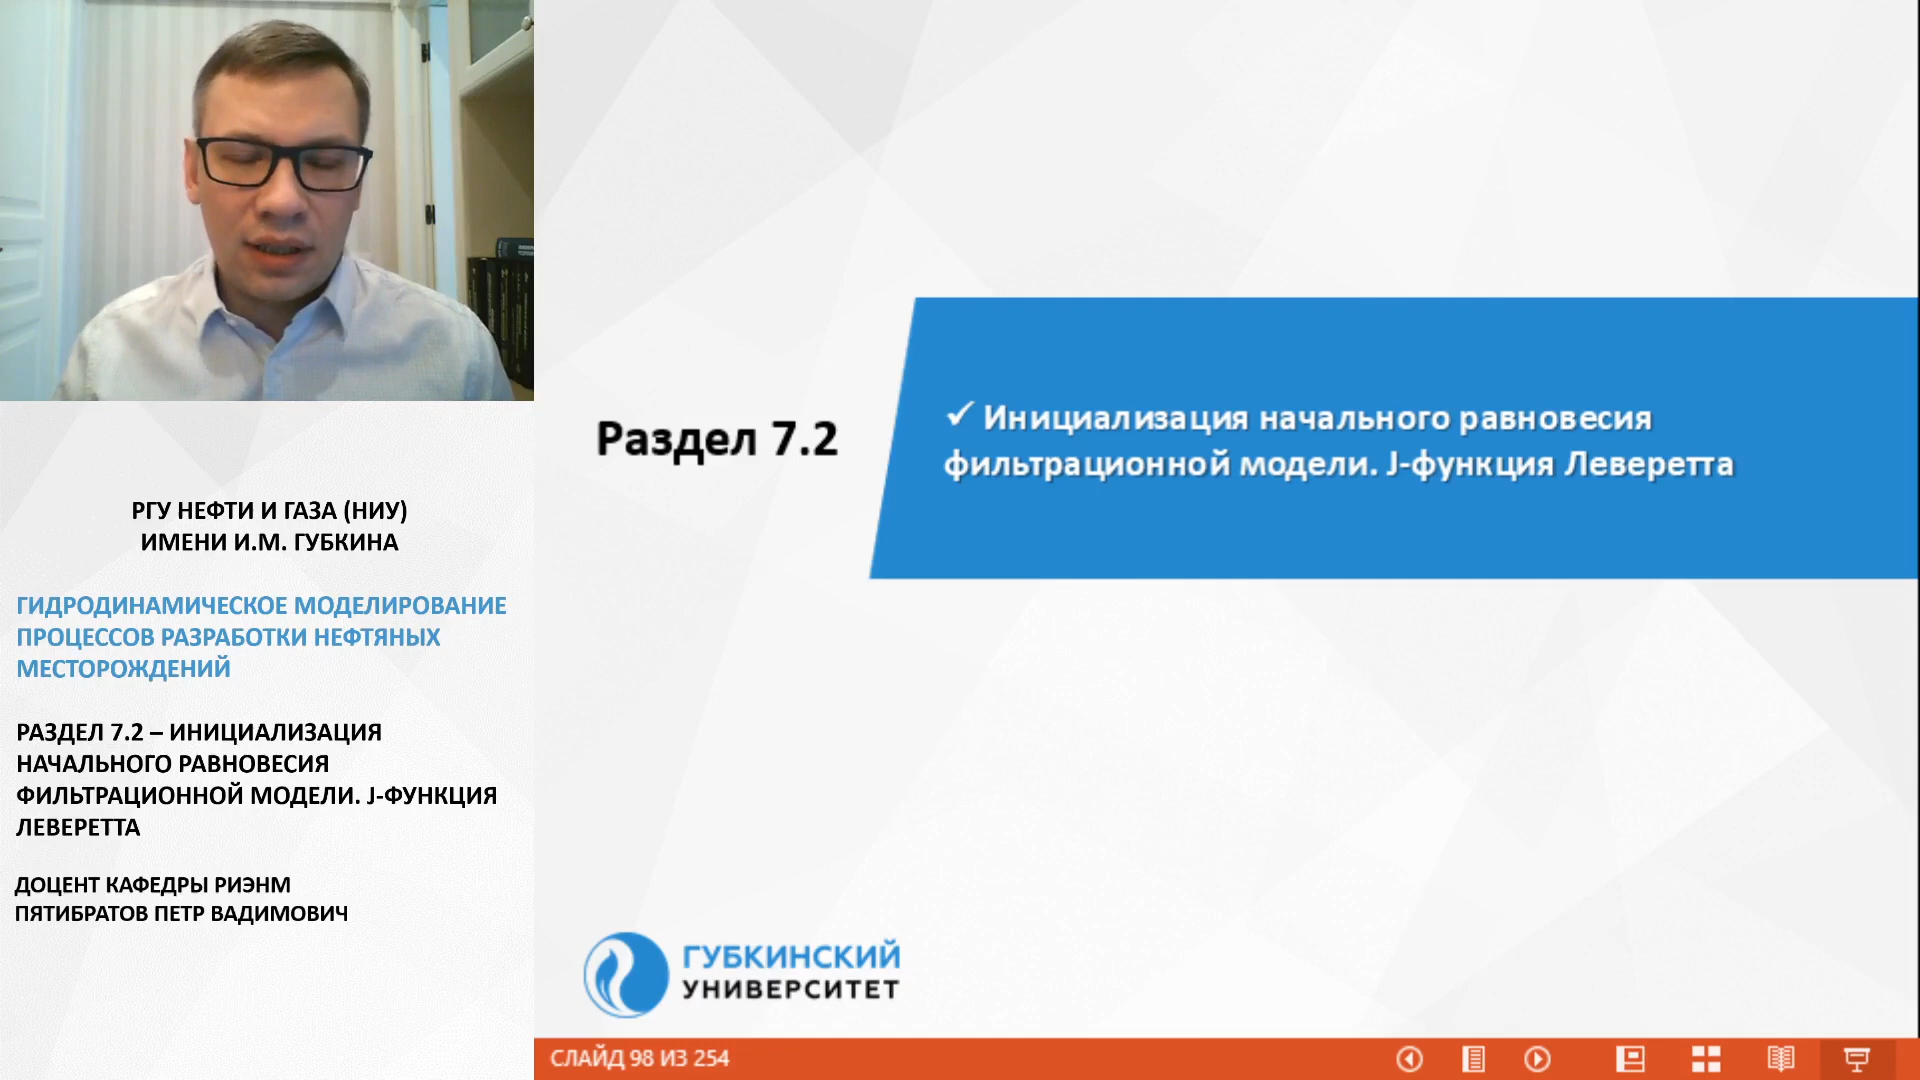 РГУ НЕФТИ И ГАЗА (НИУ)
ИМЕНИ И.М. ГУБКИНА
ГИДРОДИНАМИЧЕСКОЕ МОДЕЛИРОВАНИЕ
ПРОЦЕССОВ РАЗРАБОТКИ НЕФТЯНЫХ
МЕСТОРОЖДЕНИЙ
РАЗДЕЛ 7.2 – ИНИЦИАЛИЗАЦИЯ
НАЧАЛЬНОГО РАВНОВЕСИЯ
ФИЛЬТРАЦИОННОЙ МОДЕЛИ. J-ФУНКЦИЯ
ЛЕВЕРЕТТА
ДОЦЕНТ КАФЕДРЫ РИЭНМ
ПЯТИБРАТОВ ПЕТР ВАДИМОВИЧ
Раздел 7.2
✓ Инициализация начального равновесия
фильтрационной модели. J-функция Леверетта
ГУБКИНСКИЙ
УНИВЕРСИТЕТ
СЛАЙД 98 ИЗ 254